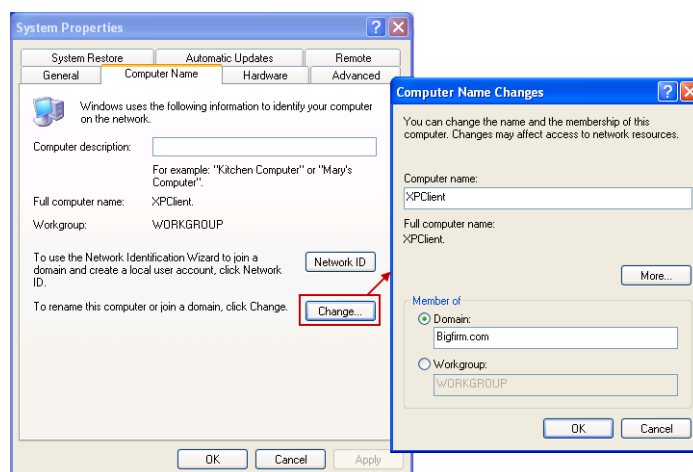 System Properties
System Restore Automatic Updates Remote
General Computer Name Hardware Advanced
Windows uses the following information to identify your computer
on the network.
Computer description:
For example: "Kitchen Computer" or "Mary's
Computer".
Full computer name: XPClient.
Workgroup: WORKGROUP
To use the Network Identification Wizard to join a
domain and create a local user account, click Network
ID.
Network ID
To rename this computer or join a domain, click Change.
Change...
OK Cancel Apply
Computer Name Changes
You can change the name and the membership of this
computer. Changes may affect access to network resources.
Computer name:
XPClient
Full computer name:
XPClient.
More...
Member of
Domain:
Bigfirm.com
Workgroup:
WORKGROUP
OK Cancel